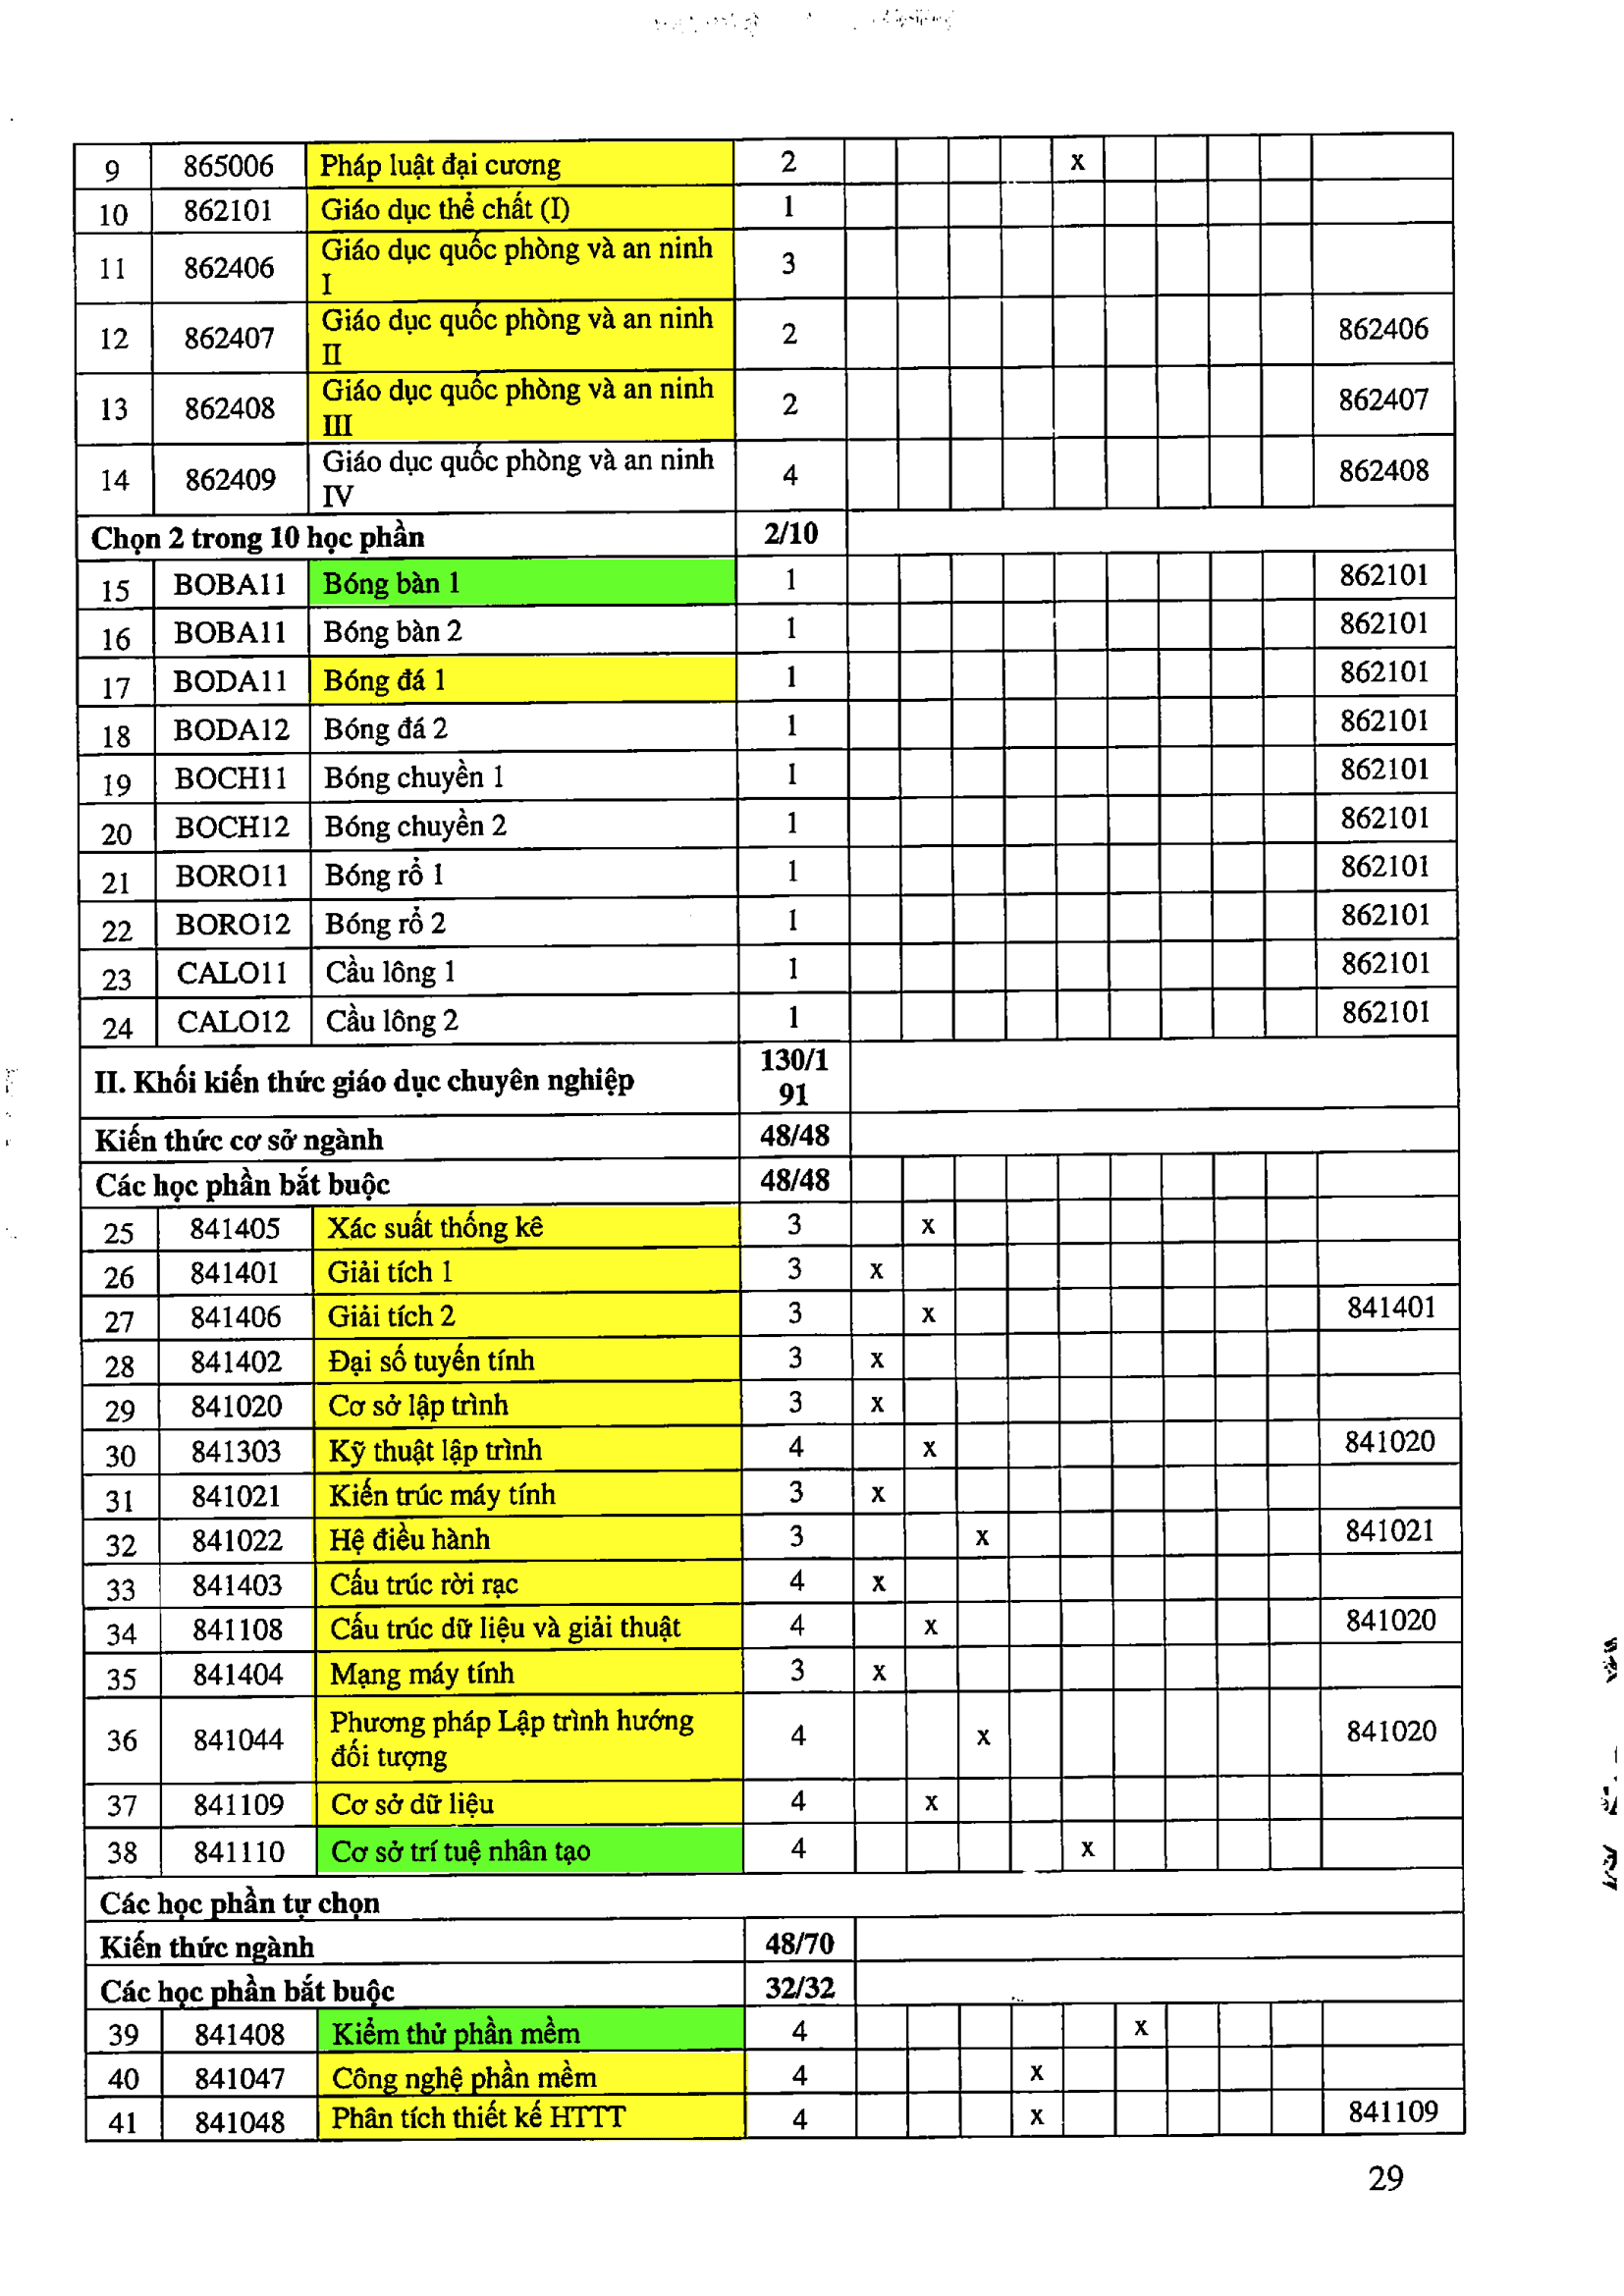 9 865006 Pháp luật đại cương 2 x
10 862101 Giáo dục thể chất (I) 1
11 862406 Giáo dục quốc phòng và an ninh I 3
12 862407 Giáo dục quốc phòng và an ninh II 2 862406
13 862408 Giáo dục quốc phòng và an ninh III 2 862407
14 862409 Giáo dục quốc phòng và an ninh IV 4 862408
Chọn 2 trong 10 học phần 2/10
15 BOBA11 Bóng bàn 1 1 862101
16 BOBA11 Bóng bàn 2 1 862101
17 BODA11 Bóng đá 1 1 862101
18 BODA12 Bóng đá 2 1 862101
19 BOCH11 Bóng chuyền 1 1 862101
20 BOCH12 Bóng chuyền 2 1 862101
21 BORO11 Bóng rổ 1 1 862101
22 BORO12 Bóng rổ 2 1 862101
23 CALO11 Cầu lông 1 1 862101
24 CALO12 Cầu lông 2 1 862101
II. Khối kiến thức giáo dục chuyên nghiệp 130/191
Kiến thức cơ sở ngành 48/48
Các học phần bắt buộc 48/48
25 841405 Xác suất thống kê 3 x
26 841401 Giải tích 1 3 x
27 841406 Giải tích 2 3 x 841401
28 841402 Đại số tuyến tính 3 x
29 841020 Cơ sở lập trình 3 x
30 841303 Kỹ thuật lập trình 4 x 841020
31 841021 Kiến trúc máy tính 3 x
32 841022 Hệ điều hành 3 x 841021
33 841403 Cấu trúc rời rạc 4 x
34 841108 Cấu trúc dữ liệu và giải thuật 4 x 841020
35 841404 Mạng máy tính 3 x
36 841044 Phương pháp Lập trình hướng đối tượng 4 x 841020
37 841109 Cơ sở dữ liệu 4 x
38 841110 Cơ sở trí tuệ nhân tạo 4 x
Các học phần tự chọn
Kiến thức ngành 48/70
Các học phần bắt buộc 32/32
39 841408 Kiểm thử phần mềm 4 x
40 841047 Công nghệ phần mềm 4 x
41 841048 Phân tích thiết kế HTTT 4 x 841109
29